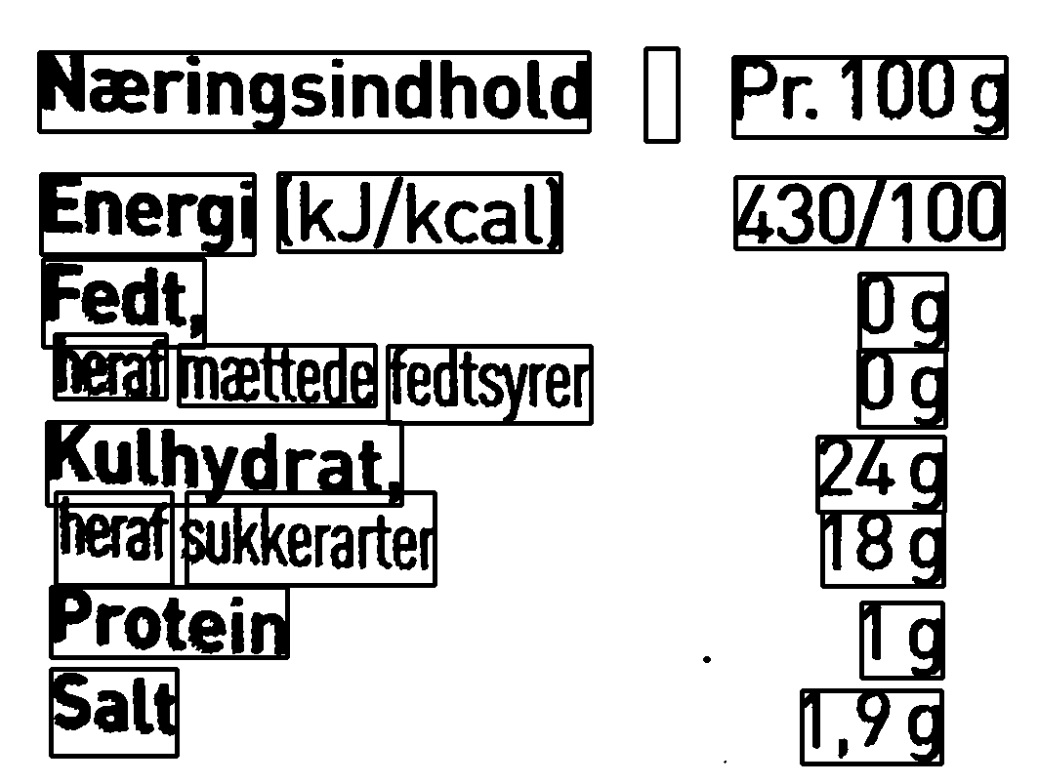 Næringsindhold Pr. 100 g
Energi (kJ/kcal) 430/100
Fedt, 0 g
heraf mættede fedtsyrer 0 g
Kulhydrat, 24 g
heraf sukkerarter 18 g
Protein 1 g
Salt 1,9 g